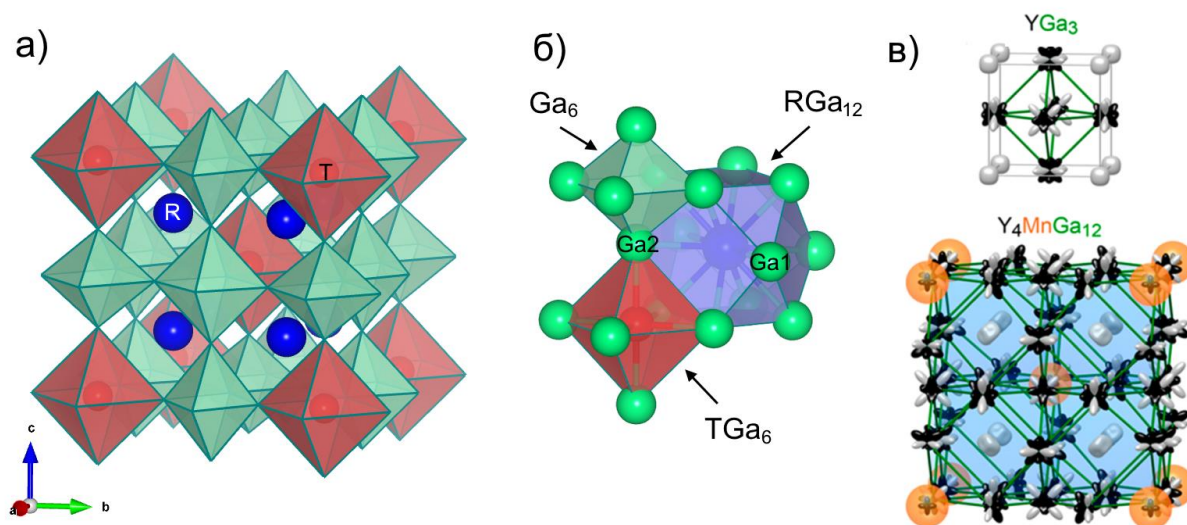 а)
T
R
c
a
b
б)
Ga₆
RGa₁₂
Ga2
Ga1
TGa₆
в)
YGa₃
Y₄MnGa₁₂